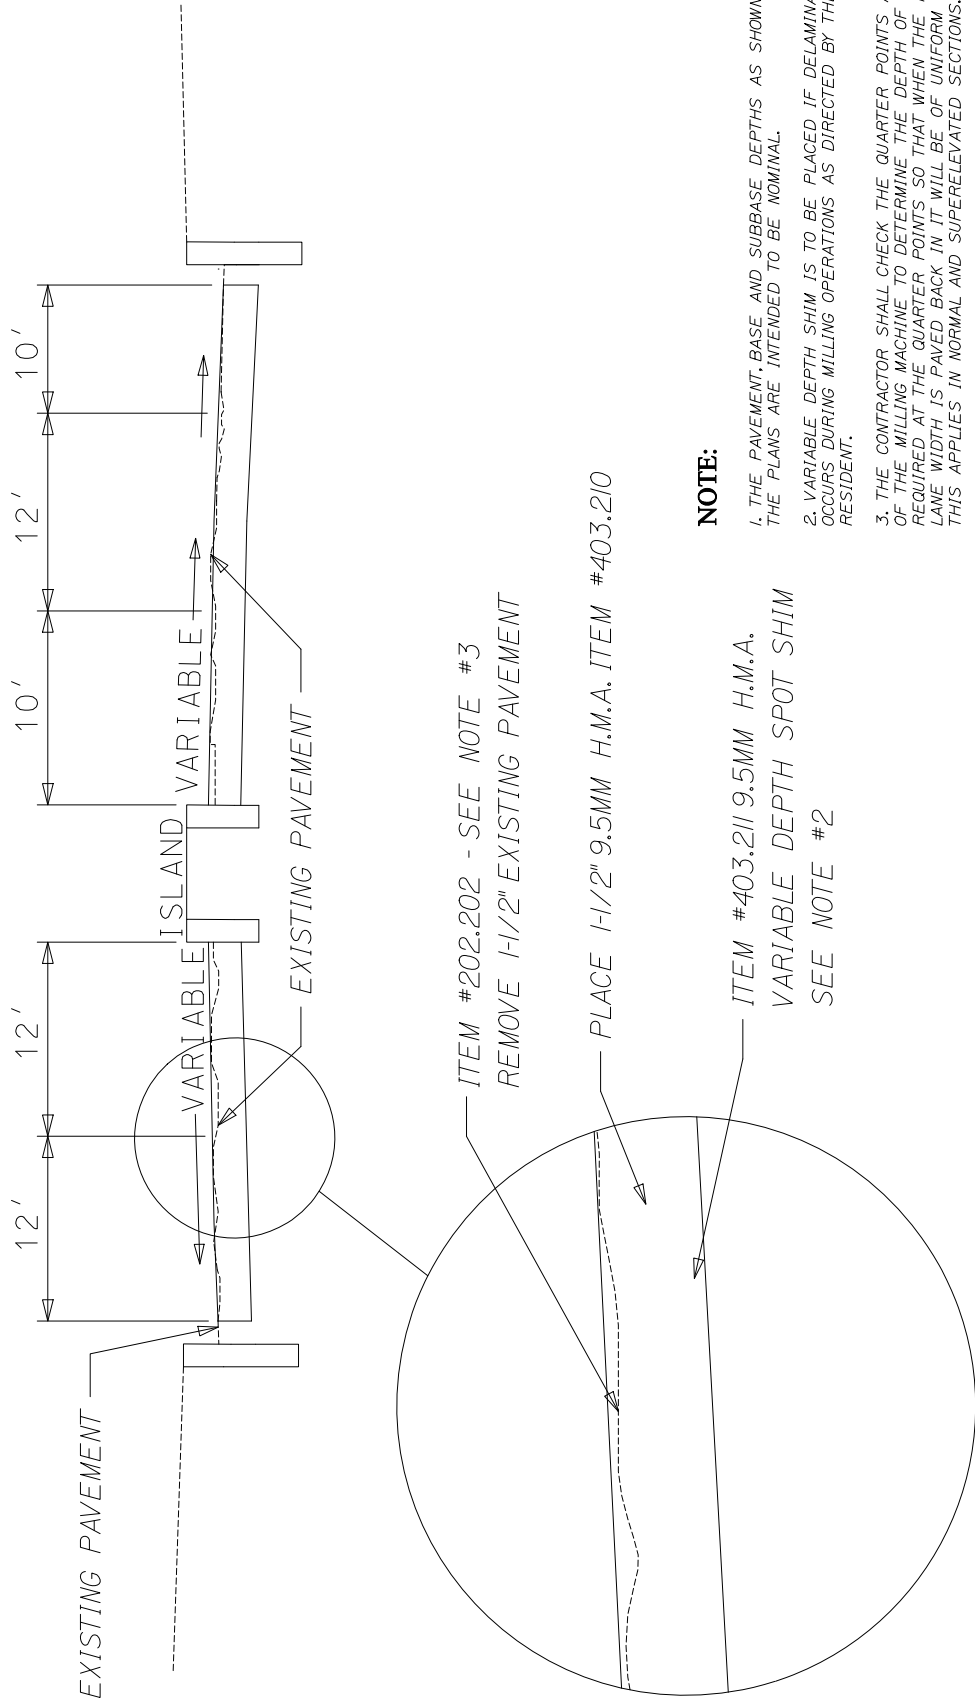 12'
12'
10'
12'
10'
VARIABLE
ISLAND
VARIABLE
EXISTING PAVEMENT
EXISTING PAVEMENT
ITEM #202.202 - SEE NOTE #3
REMOVE 1-1/2" EXISTING PAVEMENT
PLACE 1-1/2" 9.5MM H.M.A. ITEM #403.210
ITEM #403.211 9.5MM H.M.A.
VARIABLE DEPTH SPOT SHIM
SEE NOTE #2
NOTE:
1. THE PAVEMENT, BASE AND SUBBASE DEPTHS AS SHOWN
THE PLANS ARE INTENDED TO BE NOMINAL.
2. VARIABLE DEPTH SHIM IS TO BE PLACED IF DELAMINA
OCCURS DURING MILLING OPERATIONS AS DIRECTED BY THE
RESIDENT.
3. THE CONTRACTOR SHALL CHECK THE QUARTER POINTS
OF THE MILLING MACHINE TO DETERMINE THE DEPTH OF
REQUIRED AT THE QUARTER POINTS SO THAT WHEN THE
LANE WIDTH IS PAVED BACK IN IT WILL BE OF UNIFORM
THIS APPLIES IN NORMAL AND SUPERELEVATED SECTIONS.